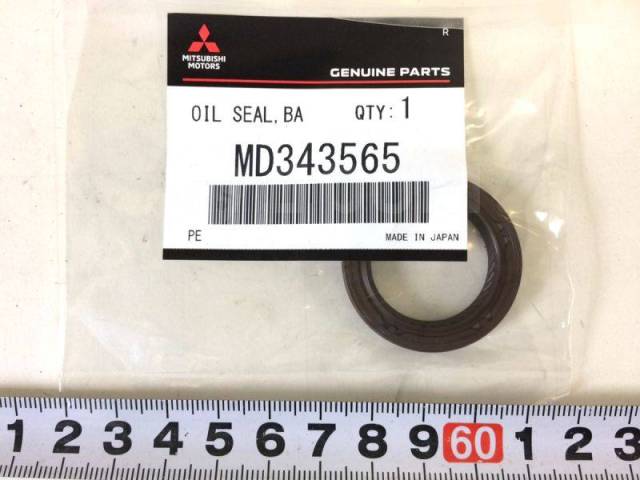 R
MITSUBISHI
MOTORS
GENUINE PARTS
OIL SEAL,BA QTY:1
MD343565
PE MADE IN JAPAN
1 2 3 4 5 6 7 8 9 60 1 2 3